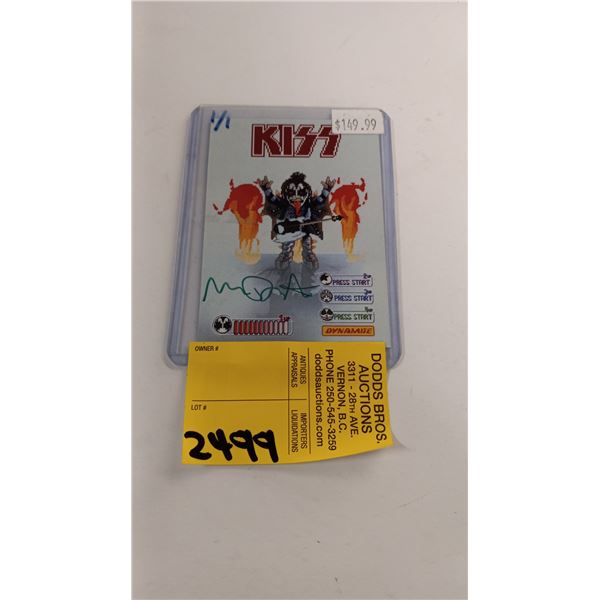 1/1
$149.99
KISS
PRESS START
PRESS START
PRESS START
DYNAMITE
OWNER #
LOT #
2499
ANTIQUES
APPRAISALS
IMPORTERS
LIQUIDATIONS
DODDS BROS.
AUCTIONS
3311 - 28TH AVE.
VERNON, B.C.
PHONE 250-545-3259
doddsauctions.com